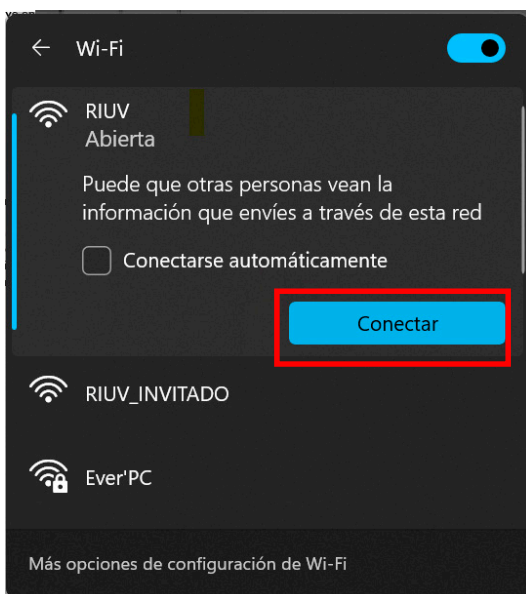 Wi-Fi
RIUV
Abierta
Puede que otras personas vean la
información que envíes a través de esta red
Conectarse automáticamente
Conectar
RIUV_INVITADO
Ever'PC
Más opciones de configuración de Wi-Fi